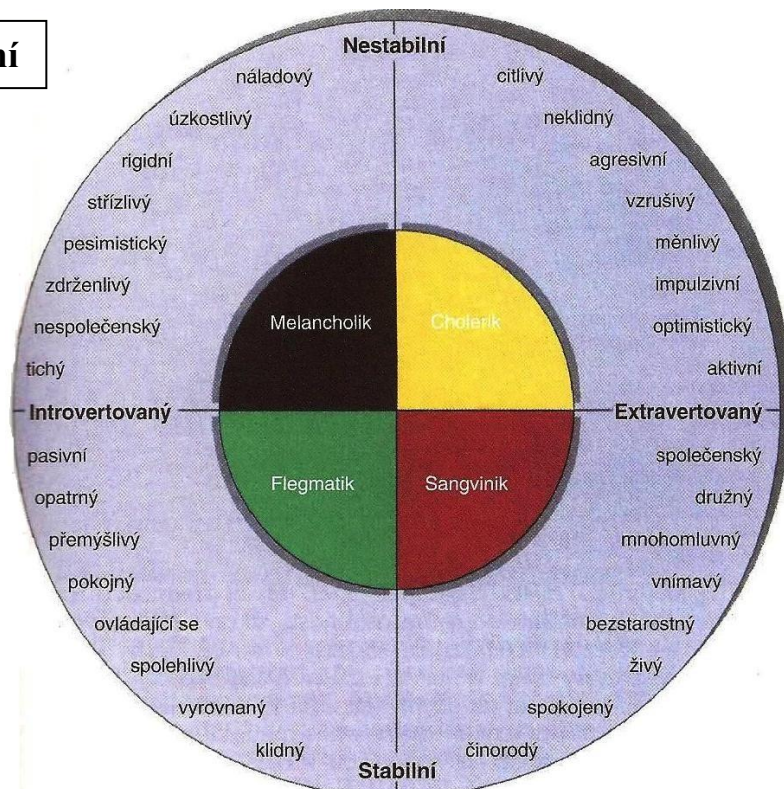 ní
Nestabilní
náladový
citlivý
úzkostlivý
neklidný
rigidní
agresivní
střízlivý
vzrušivý
pesimistický
měnlivý
zdrženlivý
impulzivní
nespolečenský
optimistický
tichý
aktivní
Melancholik
Cholerik
Introvertovaný
Extravertovaný
Flegmatik
Sangvinik
pasivní
společenský
opatrný
družný
přemýšlivý
mnohomluvný
pokojný
vnímavý
ovládající se
bezstarostný
spolehlivý
živý
vyrovnaný
spokojený
klidný
činorodý
Stabilní